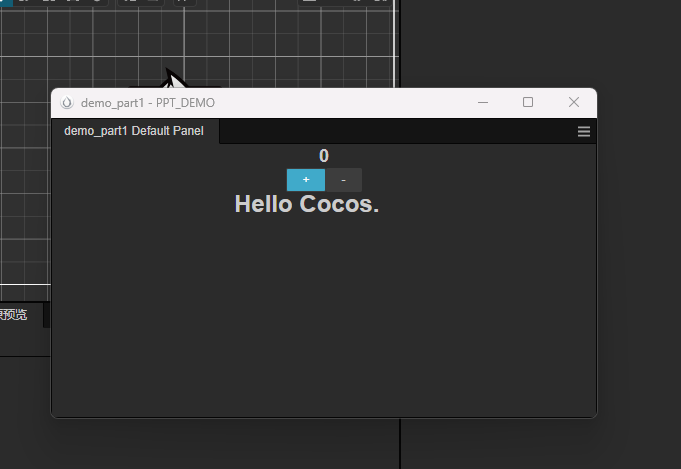 demo_part1 - PPT_DEMO
demo_part1 Default Panel
0
+ -
Hello Cocos.
预览